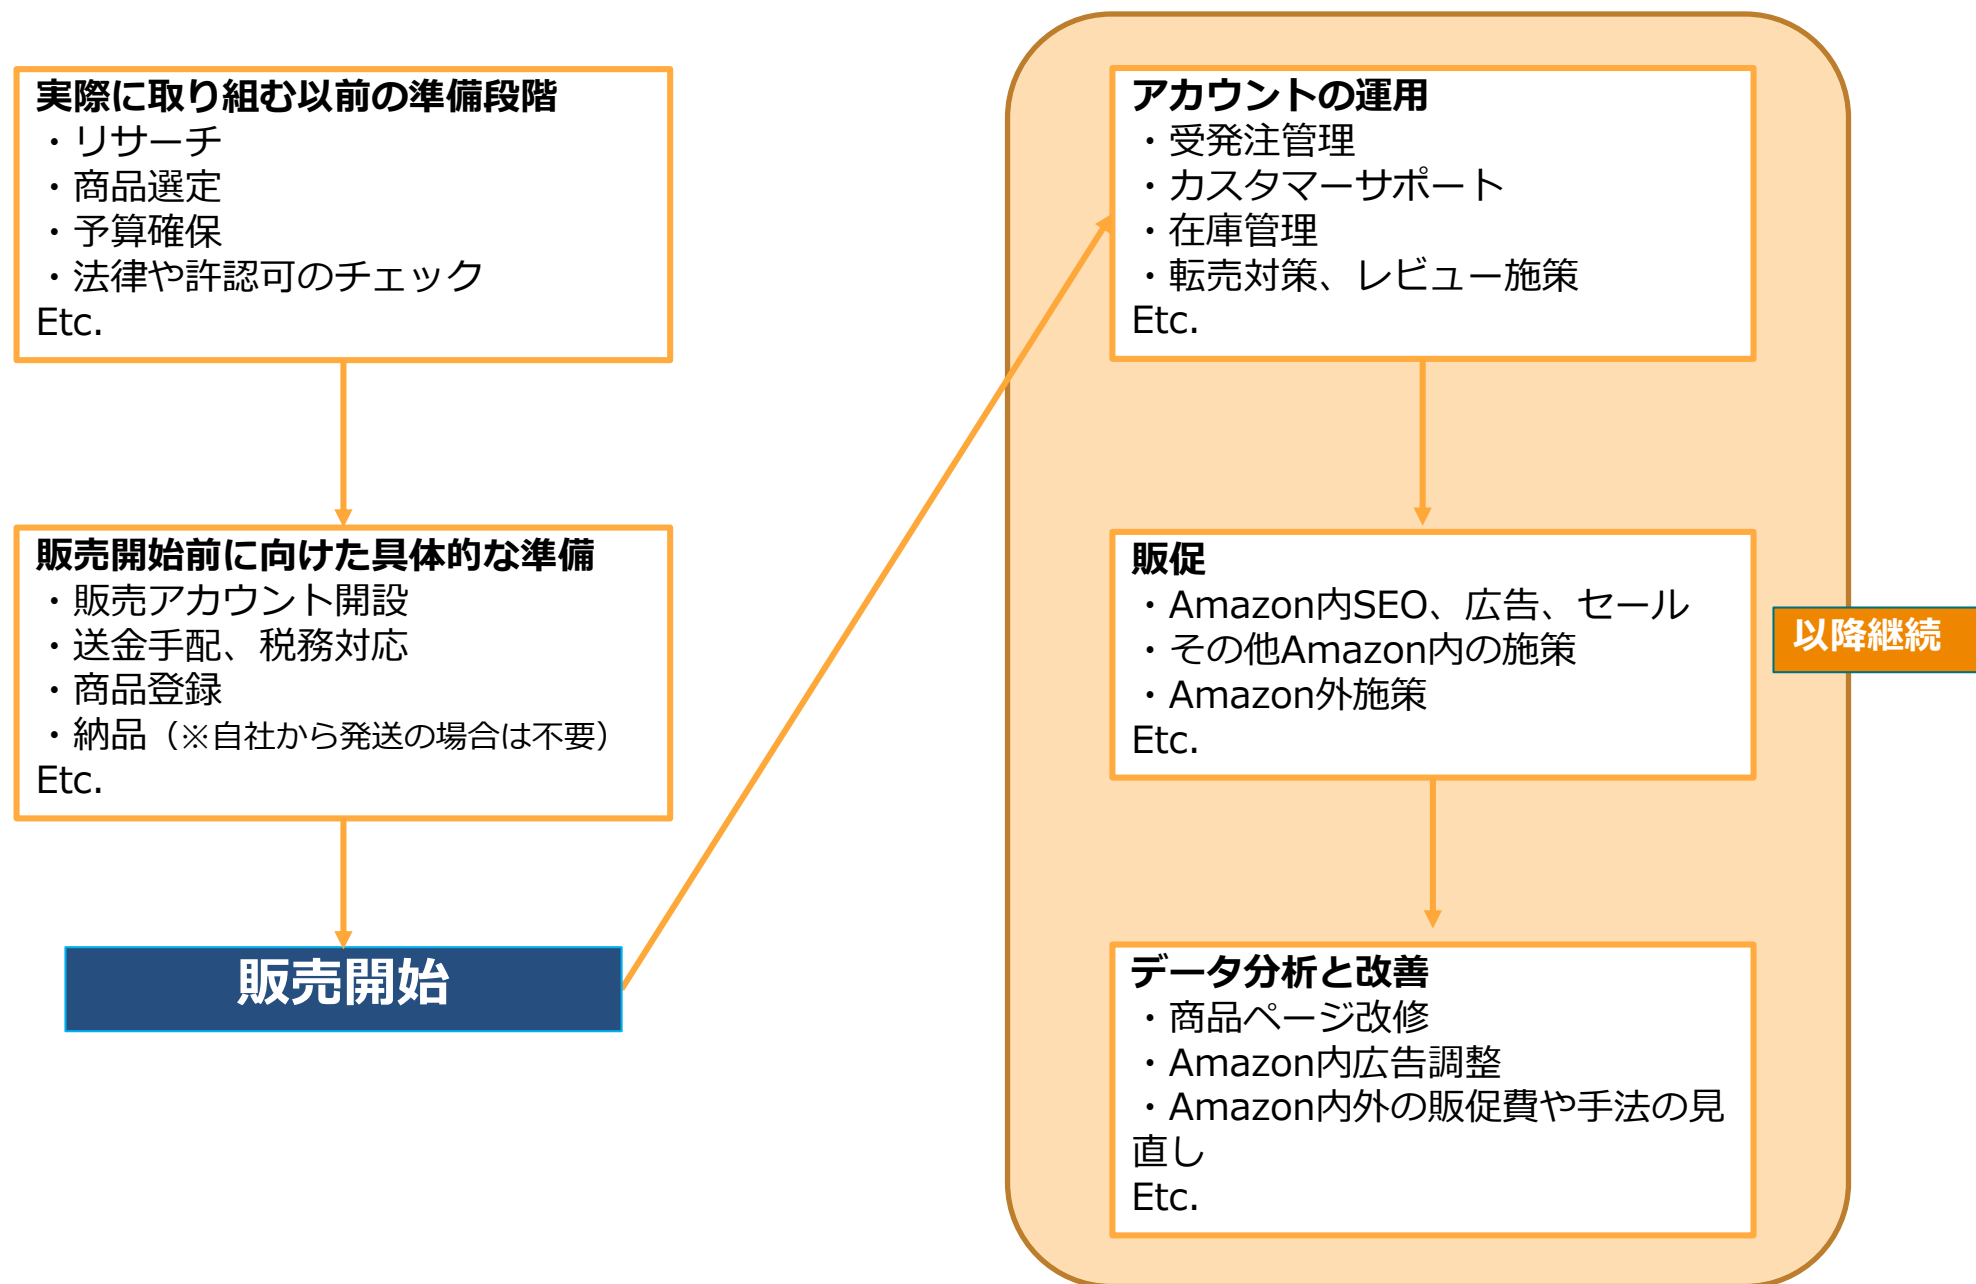 実際に取り組む以前の準備段階
・リサーチ
・商品選定
・予算確保
・法律や許認可のチェック
Etc.
販売開始前に向けた具体的な準備
・販売アカウント開設
・送金手配、税務対応
・商品登録
・納品（※自社から発送の場合は不要）
Etc.
販売開始
アカウントの運用
・受発注管理
・カスタマーサポート
・在庫管理
・転売対策、レビュー施策
Etc.
販促
・Amazon内SEO、広告、セール
・その他Amazon内の施策
・Amazon外施策
Etc.
以降継続
データ分析と改善
・商品ページ改修
・Amazon内広告調整
・Amazon内外の販促費や手法の見
直し
Etc.